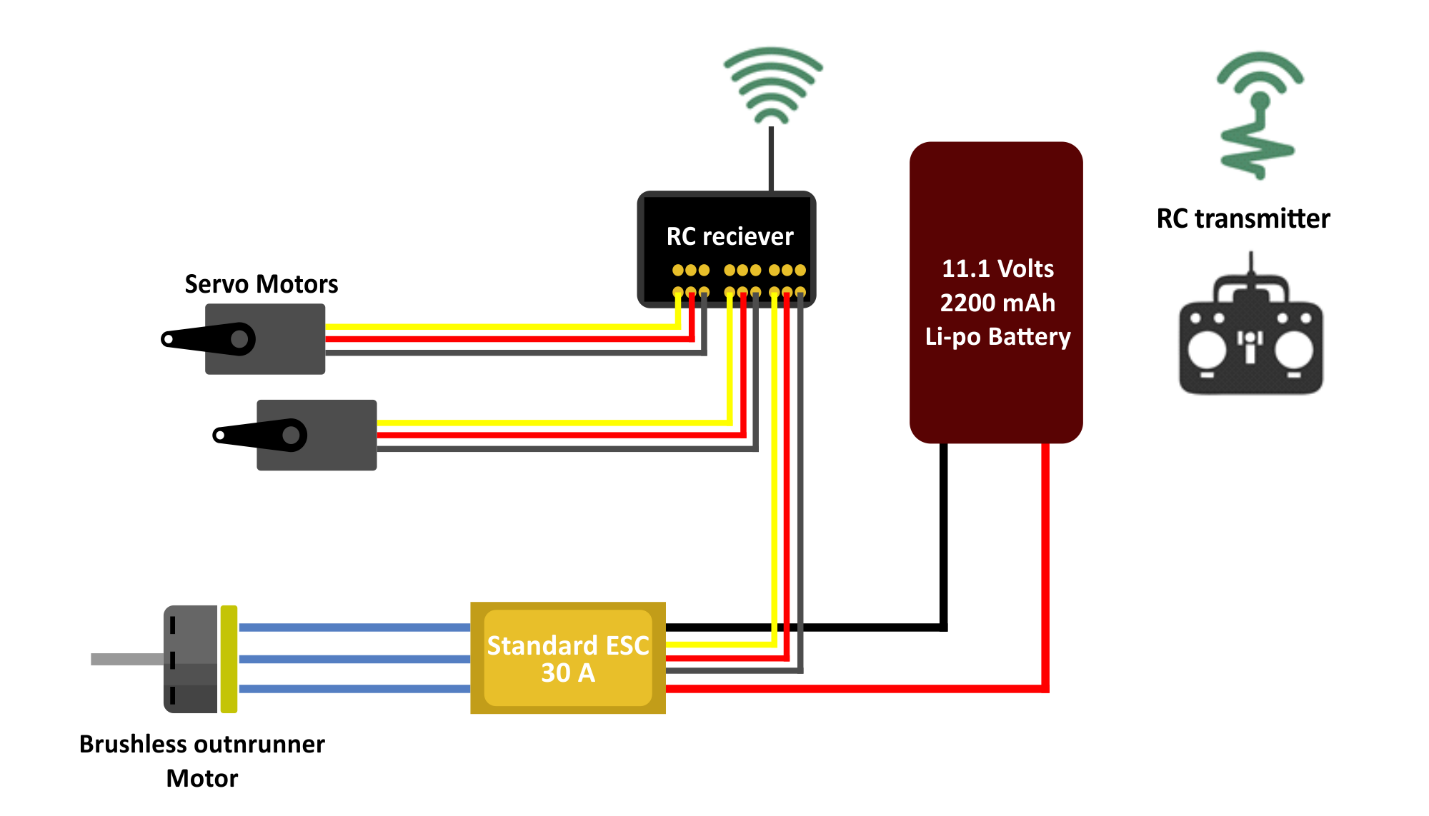 RC reciever
RC transmitter
11.1 Volts
2200 mAh
Li-po Battery
Servo Motors
Standard ESC
30 A
Brushless outnrunner
Motor